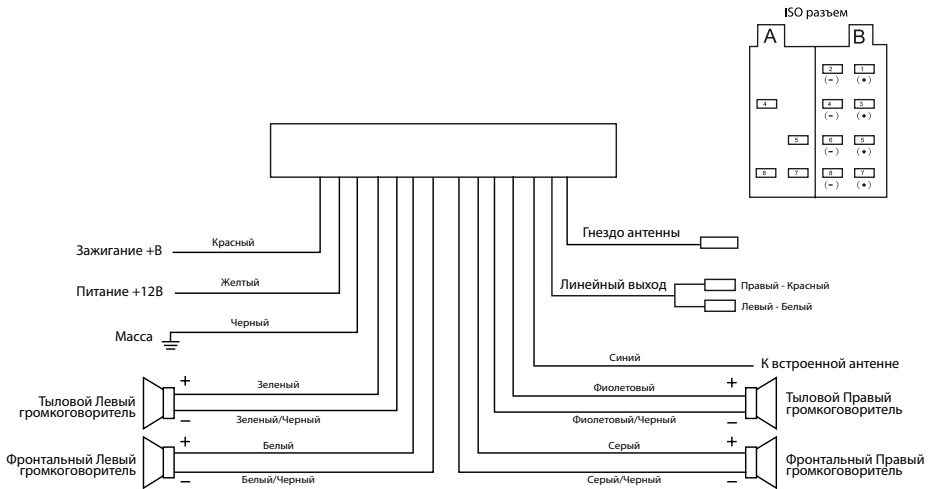 ISO разъем
A B
2 1
(-) (+)
4 4 3
(-) (+)
5 6 5
(-) (+)
6 7 8 7
(-) (+)
Зажигание +В
Красный
Питание +12В
Желтый
Масса
Черный
Гнездо антенны
Линейный выход
Правый - Красный
Левый - Белый
Синий
К встроенной антенне
Тыловой Левый
громкоговоритель
+
Зеленый
−
Зеленый/Черный
Фронтальный Левый
громкоговоритель
+
Белый
−
Белый/Черный
Фиолетовый
+
Фиолетовый/Черный
−
Тыловой Правый
громкоговоритель
Серый
+
Серый/Черный
−
Фронтальный Правый
громкоговоритель